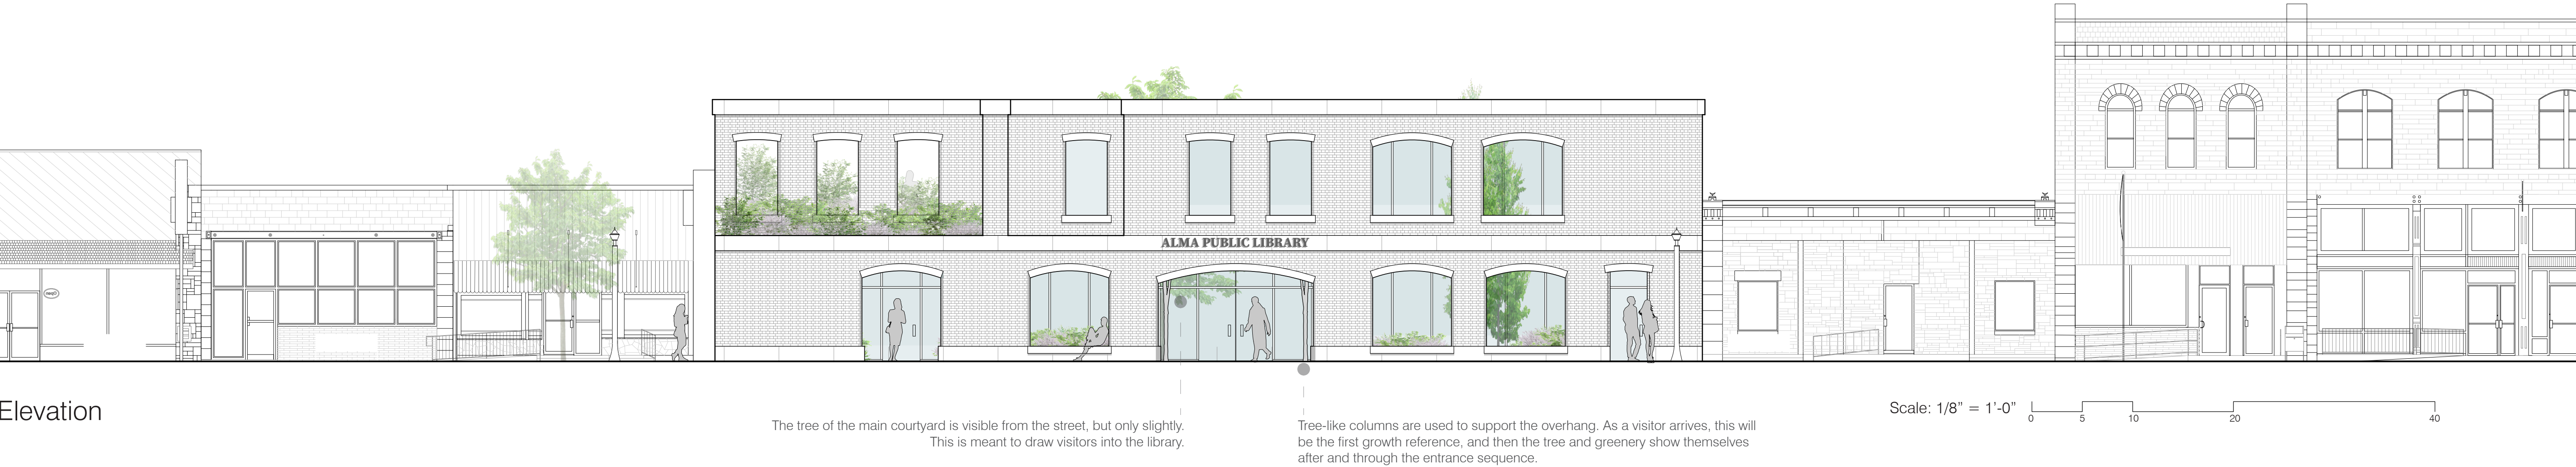 Open
ALMA PUBLIC LIBRARY
Elevation
The tree of the main courtyard is visible from the street, but only slightly.
This is meant to draw visitors into the library.
Tree-like columns are used to support the overhang. As a visitor arrives, this will
be the first growth reference, and then the tree and greenery show themselves
after and through the entrance sequence.
Scale: 1/8” = 1’-0”
0 5 10 20 40